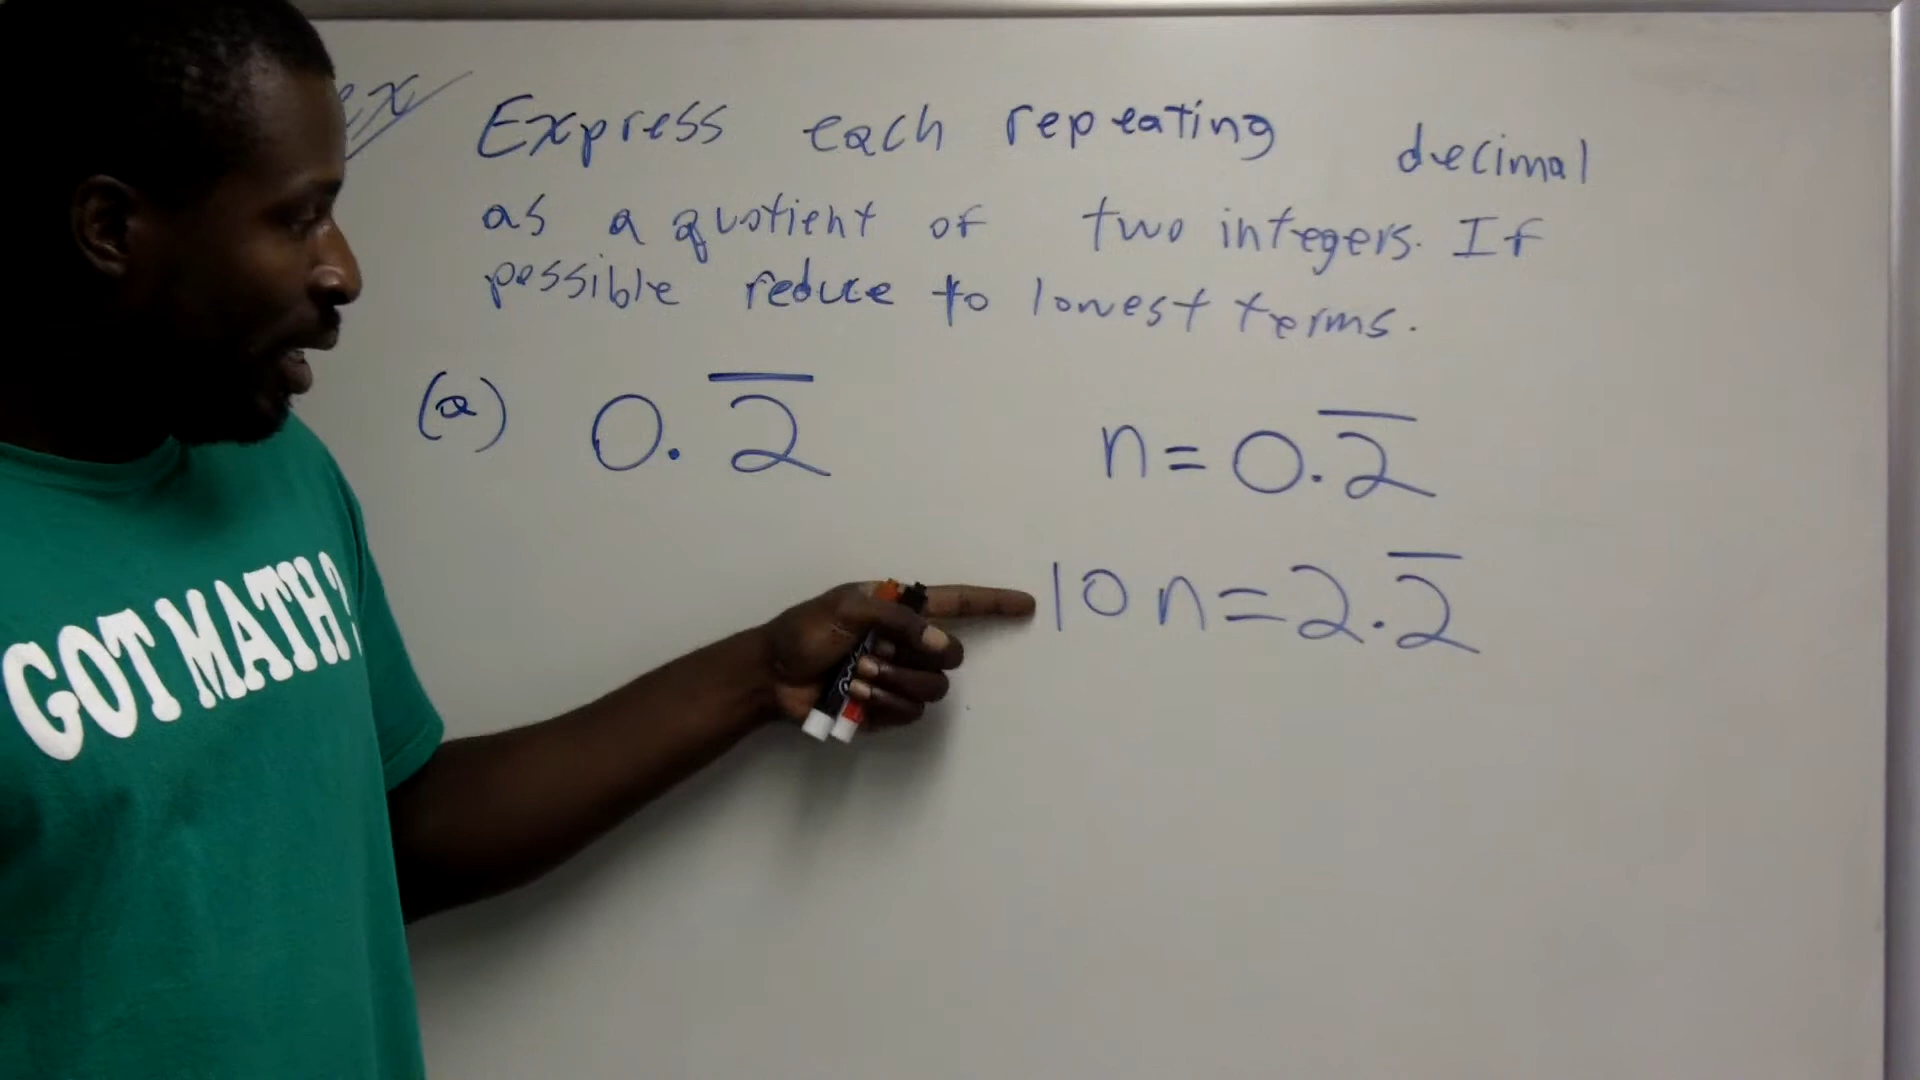 ex
Express each repeating decimal
as a quotient of two integers. If
possible reduce to lowest terms.
(a) 0.2̅
n = 0.2̅
10n = 2.2̅
GOT MATH?